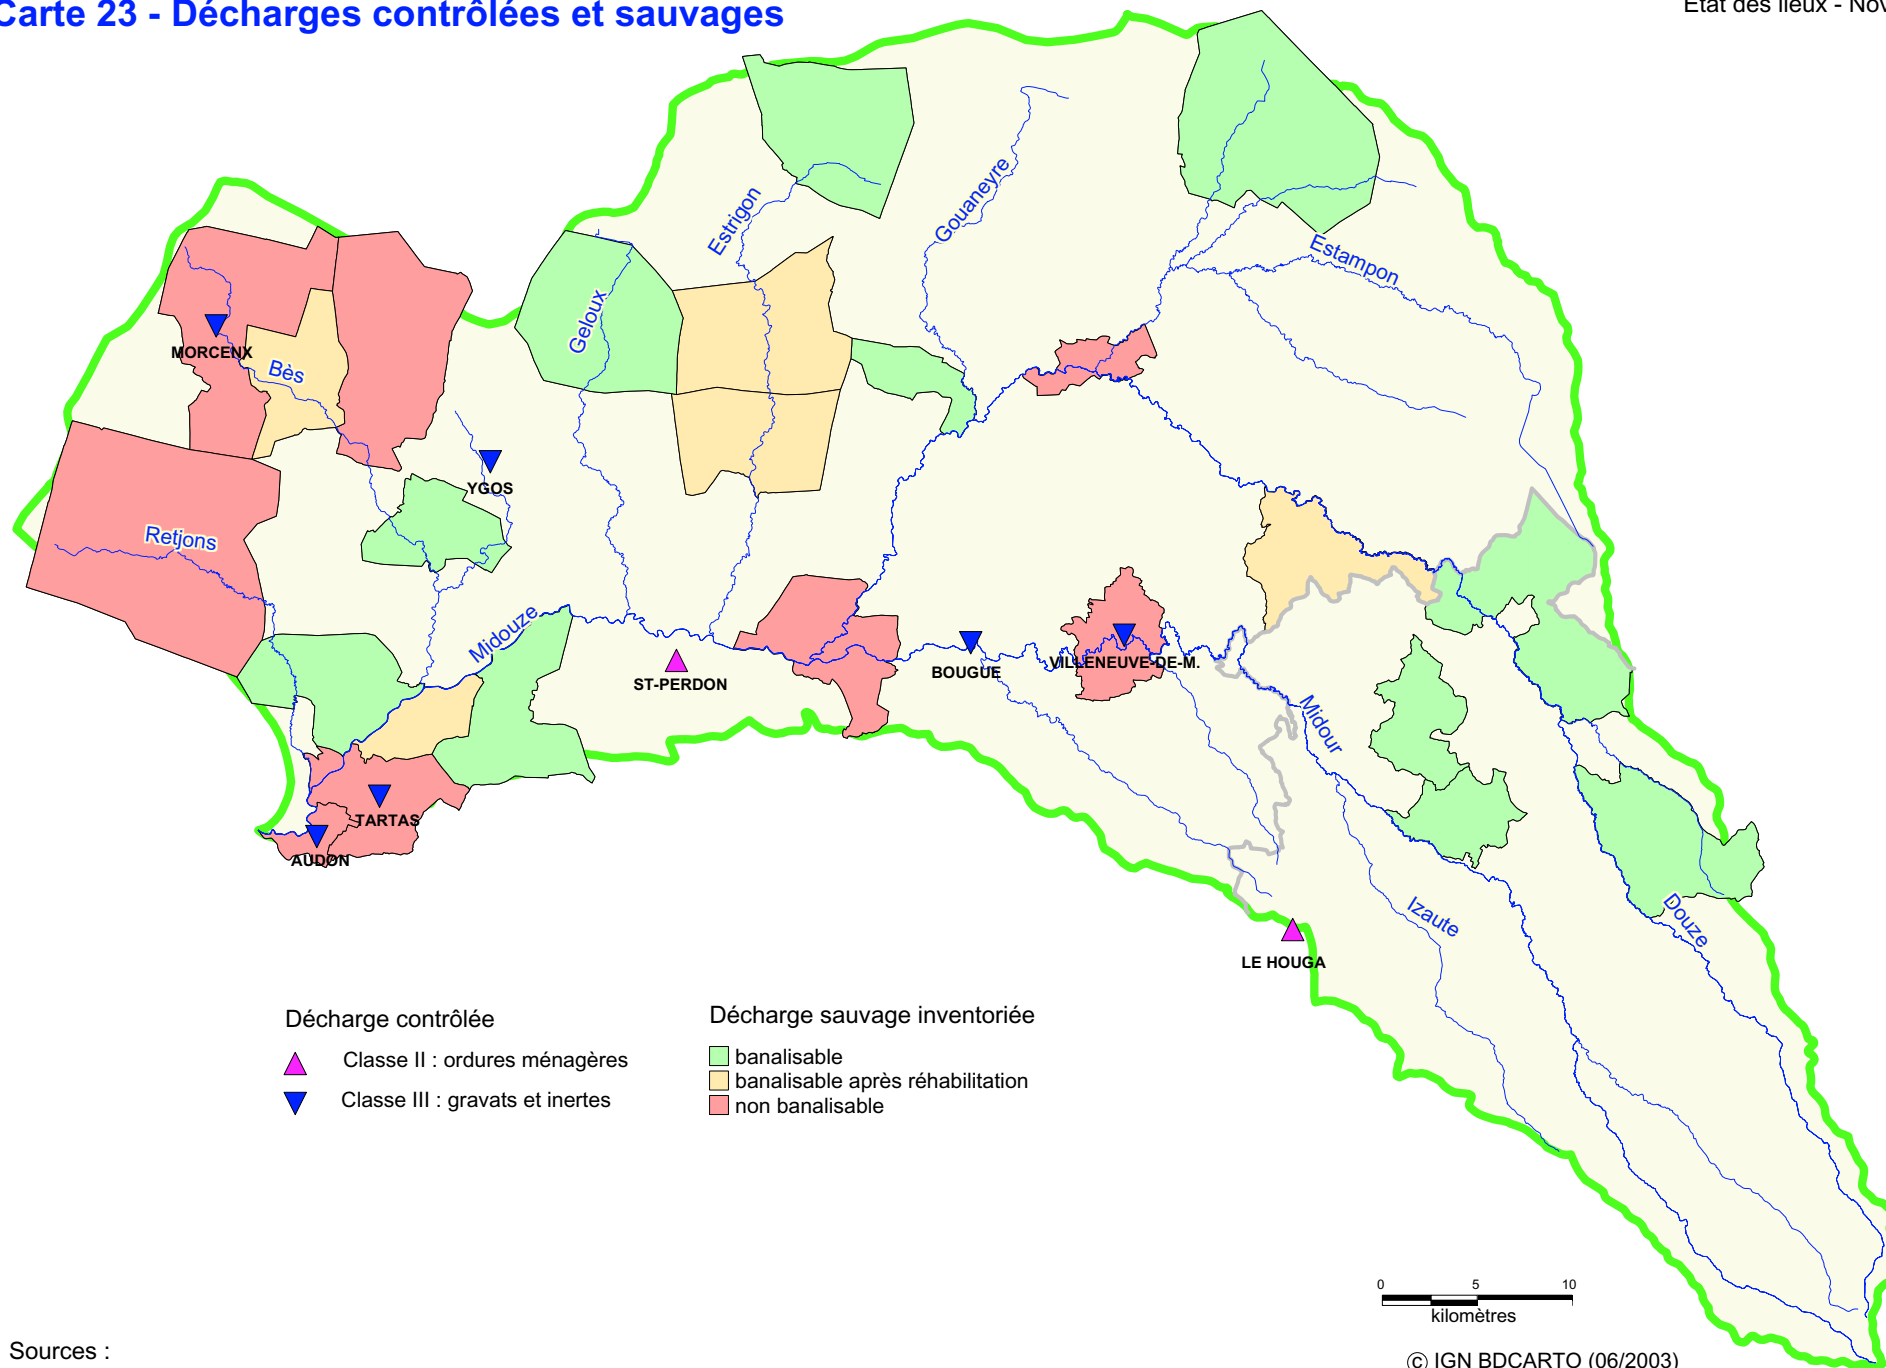 Carte 23 - Décharges contrôlées et sauvages
Etat des lieux - Nov
Estrigon
Gouaneyre
Estampon
Geloux
MORCENX
Bès
YGOS
Retjons
Midouze
ST-PERDON
BOUGUE
VILLENEUVE-DE-M.
Midour
TARTAS
AUDON
Izaute
Douze
LE HOUGA
Décharge contrôlée
Classe II : ordures ménagères
Classe III : gravats et inertes
Décharge sauvage inventoriée
banalisable
banalisable après réhabilitation
non banalisable
0 5 10
kilomètres
Sources :
© IGN BDCARTO (06/2003)